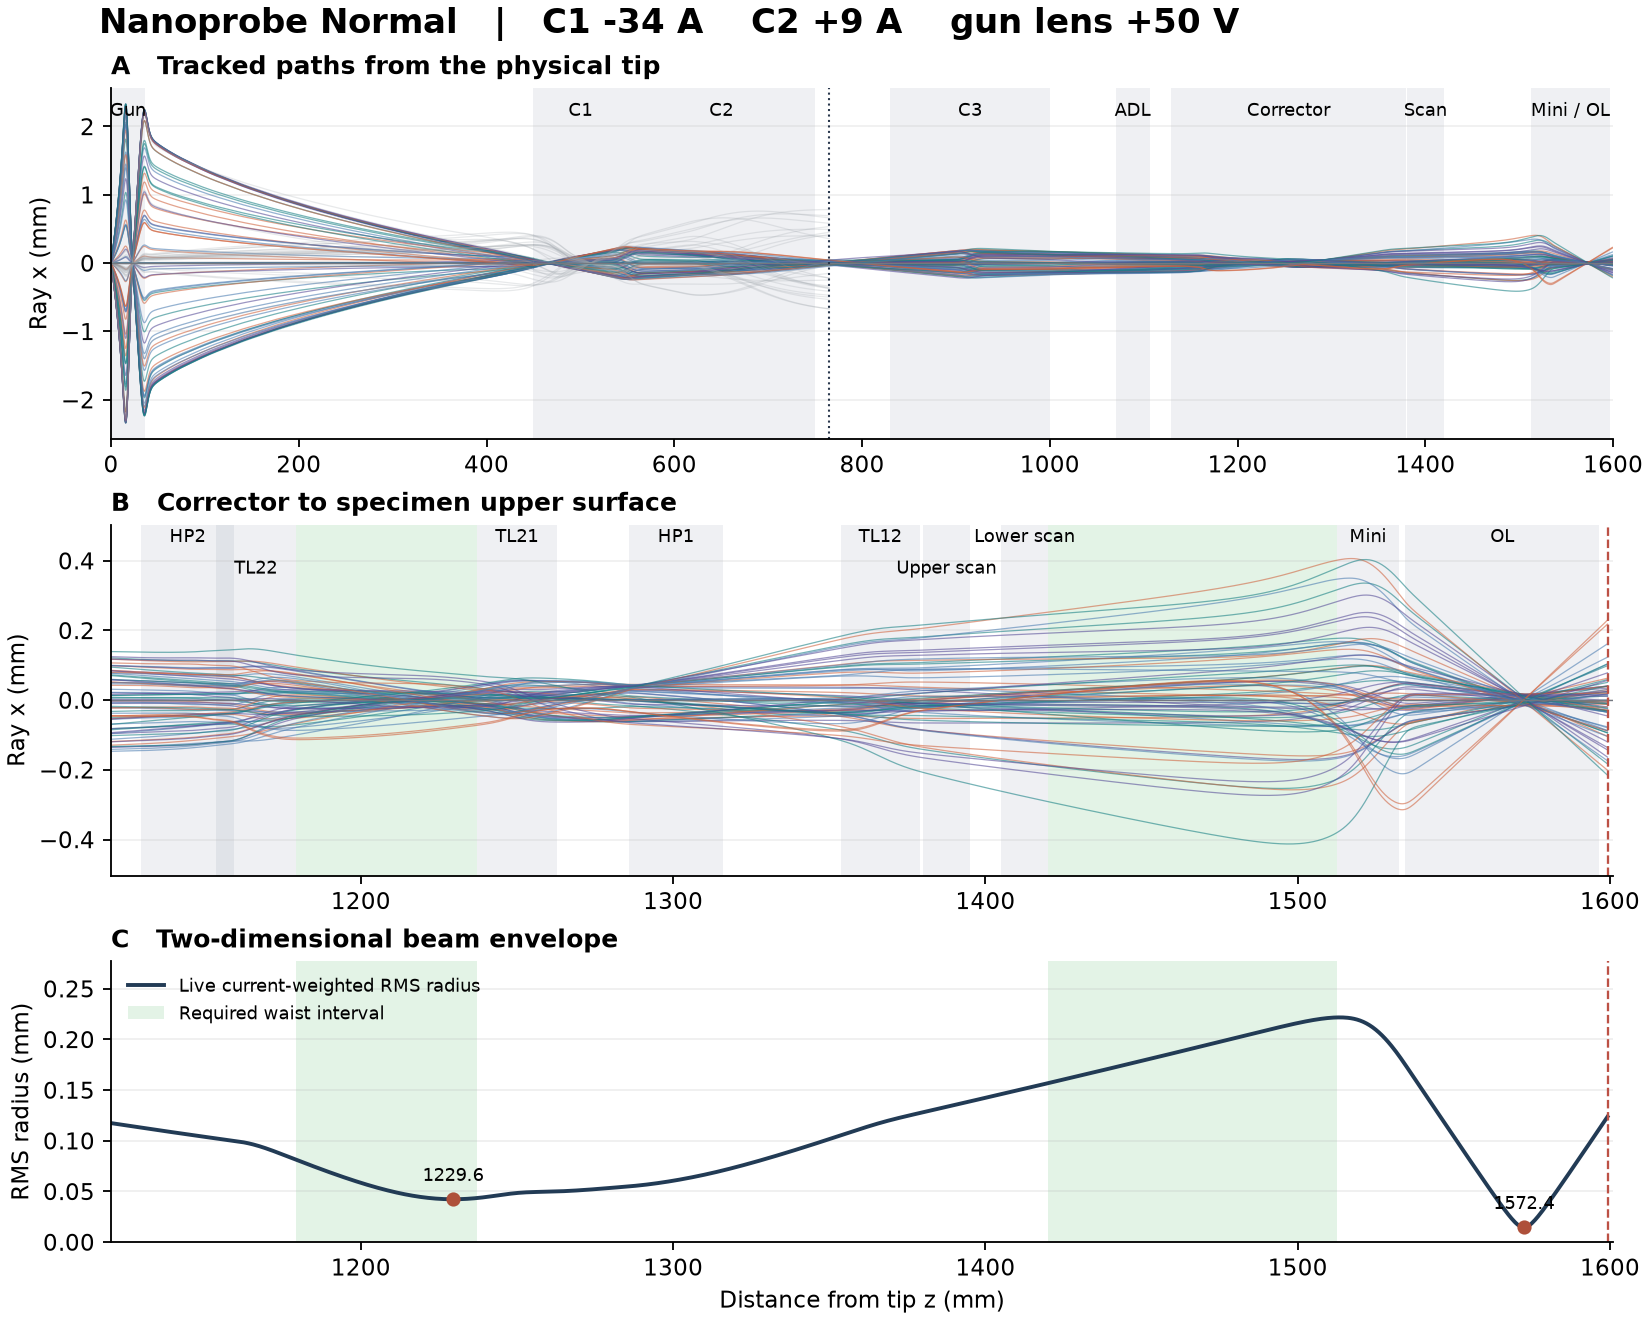 Nanoprobe Normal | C1 -34 A C2 +9 A gun lens +50 V
A Tracked paths from the physical tip
Gun C1 C2 C3 ADL Corrector Scan Mini / OL
Ray x (mm)
2
1
0
−1
−2
0 200 400 600 800 1000 1200 1400 1600
B Corrector to specimen upper surface
HP2 TL21 HP1 TL12 Lower scan Mini OL
TL22 Upper scan
Ray x (mm)
0.4
0.2
0.0
−0.2
−0.4
1200 1300 1400 1500 1600
C Two-dimensional beam envelope
Live current-weighted RMS radius
Required waist interval
RMS radius (mm)
0.25
0.20
0.15
0.10
0.05
0.00
1229.6
1572.4
1200 1300 1400 1500 1600
Distance from tip z (mm)